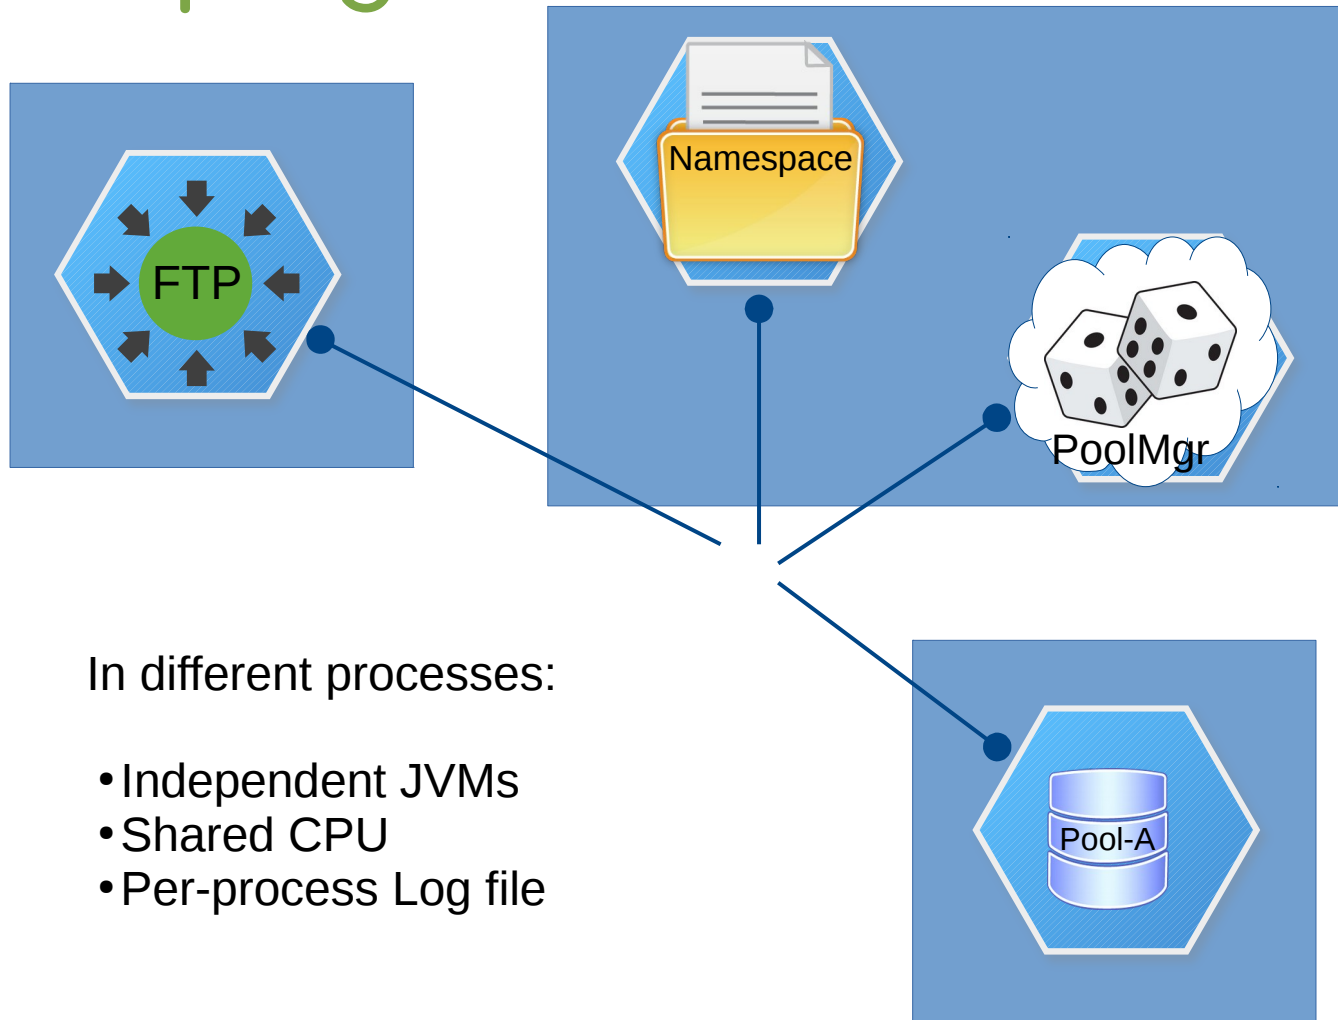 Namespace
FTP
PoolMgr
In different processes:
•Independent JVMs
•Shared CPU
•Per-process Log file
Pool-A